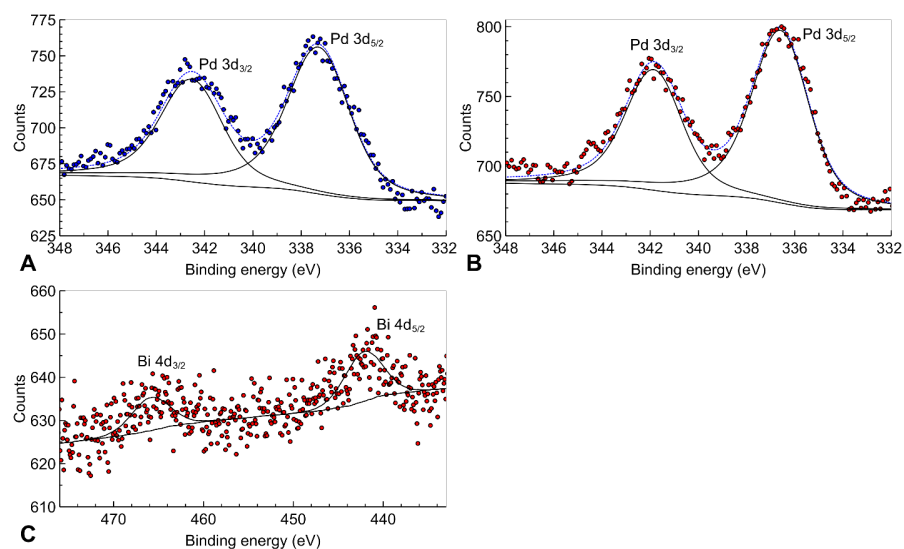 775
750
725
700
675
650
625
Counts
Pd 3d3/2
Pd 3d5/2
348 346 344 342 340 338 336 334 332
Binding energy (eV)
A
800
750
700
650
Counts
Pd 3d3/2
Pd 3d5/2
348 346 344 342 340 338 336 334 332
Binding energy (eV)
B
660
650
640
630
620
610
Counts
Bi 4d3/2
Bi 4d5/2
470 460 450 440
Binding energy (eV)
C